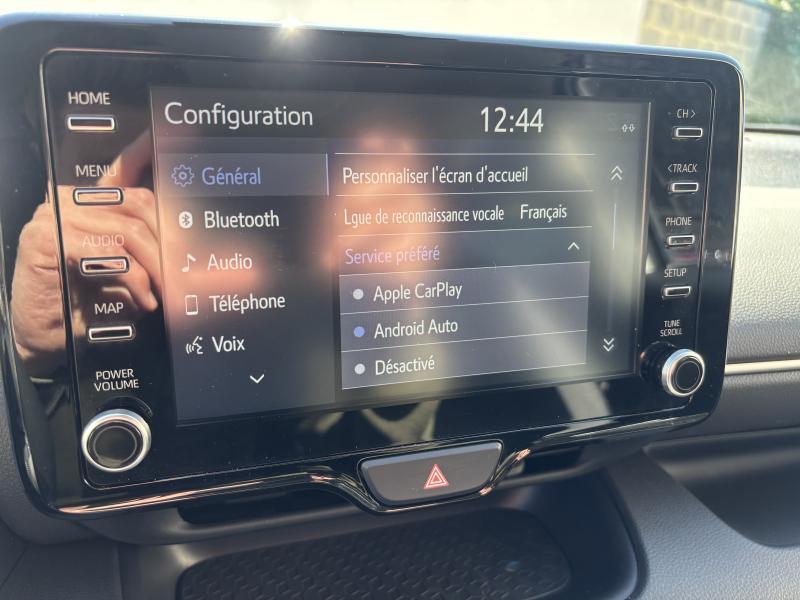 HOME
MENU
AUDIO
MAP
POWER
VOLUME
Configuration
12:44
Général
Bluetooth
Audio
Téléphone
Voix
Personnaliser l'écran d'accueil
Lgue de reconnaissance vocale Français
Service préféré
Apple CarPlay
Android Auto
Désactivé
CH >
< TRACK
PHONE
SETUP
TUNE
SCROLL